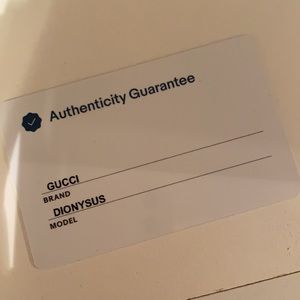 Authenticity Guarantee
GUCCI
BRAND
DIONYSUS
MODEL